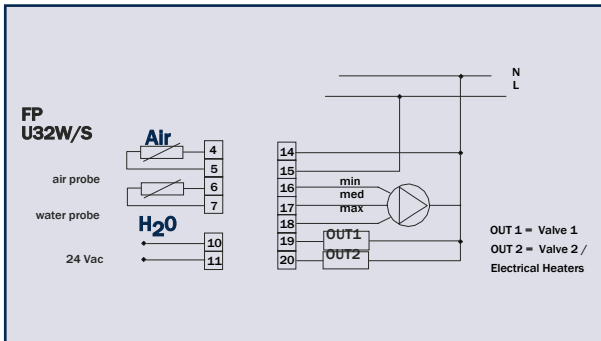 FP
U32W/S
Air
air probe
water probe
H20
24 Vac
4
5
6
7
10
11
14
15
16
17
18
19
20
min
med
max
OUT1
OUT2
N
L
OUT 1 = Valve 1
OUT 2 = Valve 2 /
Electrical Heaters